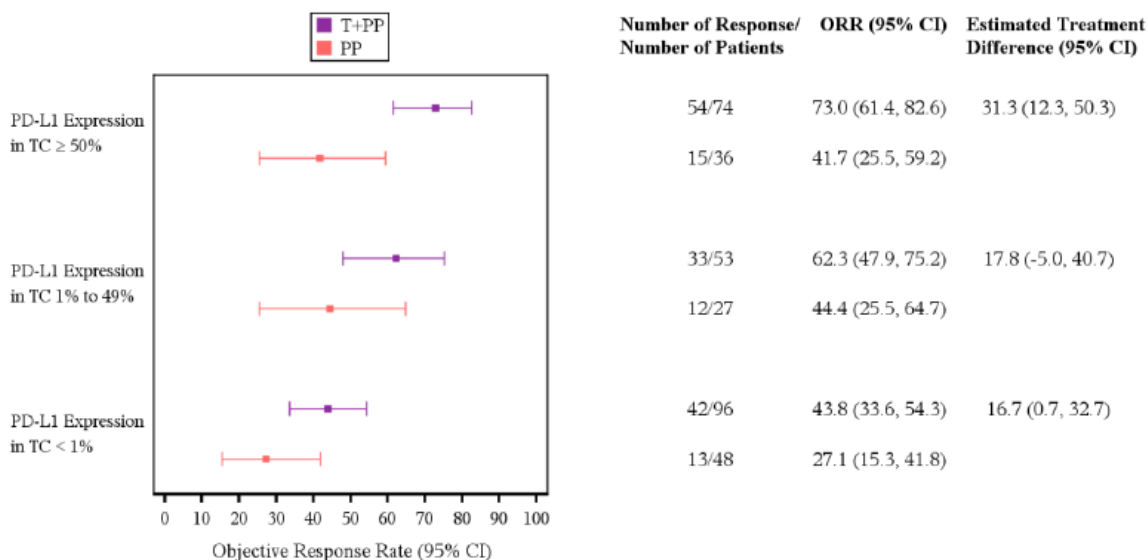 T+PP
PP
Number of Response/ ORR (95% CI) Estimated Treatment
Number of Patients Difference (95% CI)
PD-L1 Expression
in TC ≥ 50%
54/74 73.0 (61.4, 82.6) 31.3 (12.3, 50.3)
15/36 41.7 (25.5, 59.2)
PD-L1 Expression
in TC 1% to 49%
33/53 62.3 (47.9, 75.2) 17.8 (-5.0, 40.7)
12/27 44.4 (25.5, 64.7)
PD-L1 Expression
in TC < 1%
42/96 43.8 (33.6, 54.3) 16.7 (0.7, 32.7)
13/48 27.1 (15.3, 41.8)
0 10 20 30 40 50 60 70 80 90 100
Objective Response Rate (95% CI)